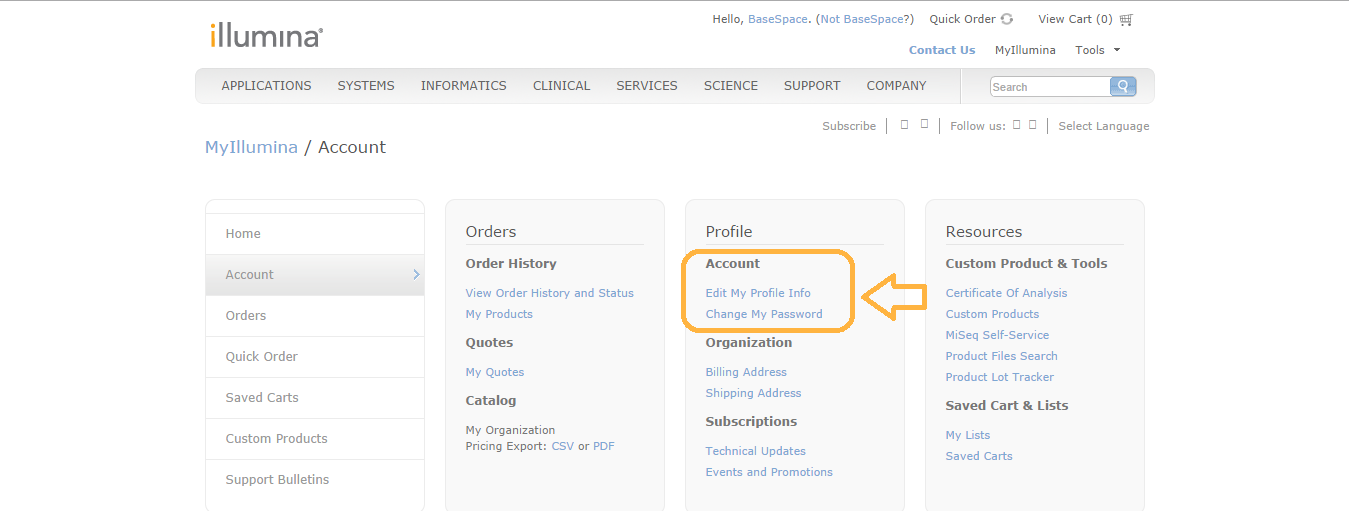 illumina®
Hello, BaseSpace. (Not BaseSpace?) Quick Order View Cart (0)
Contact Us MyIllumina Tools
APPLICATIONS SYSTEMS INFORMATICS CLINICAL SERVICES SCIENCE SUPPORT COMPANY Search
Subscribe Follow us: Select Language
MyIllumina / Account
Home
Account
Orders
Quick Order
Saved Carts
Custom Products
Support Bulletins
Orders
Order History
View Order History and Status
My Products
Quotes
My Quotes
Catalog
My Organization
Pricing Export: CSV or PDF
Profile
Account
Edit My Profile Info
Change My Password
Organization
Billing Address
Shipping Address
Subscriptions
Technical Updates
Events and Promotions
Resources
Custom Product & Tools
Certificate Of Analysis
Custom Products
MiSeq Self-Service
Product Files Search
Product Lot Tracker
Saved Cart & Lists
My Lists
Saved Carts